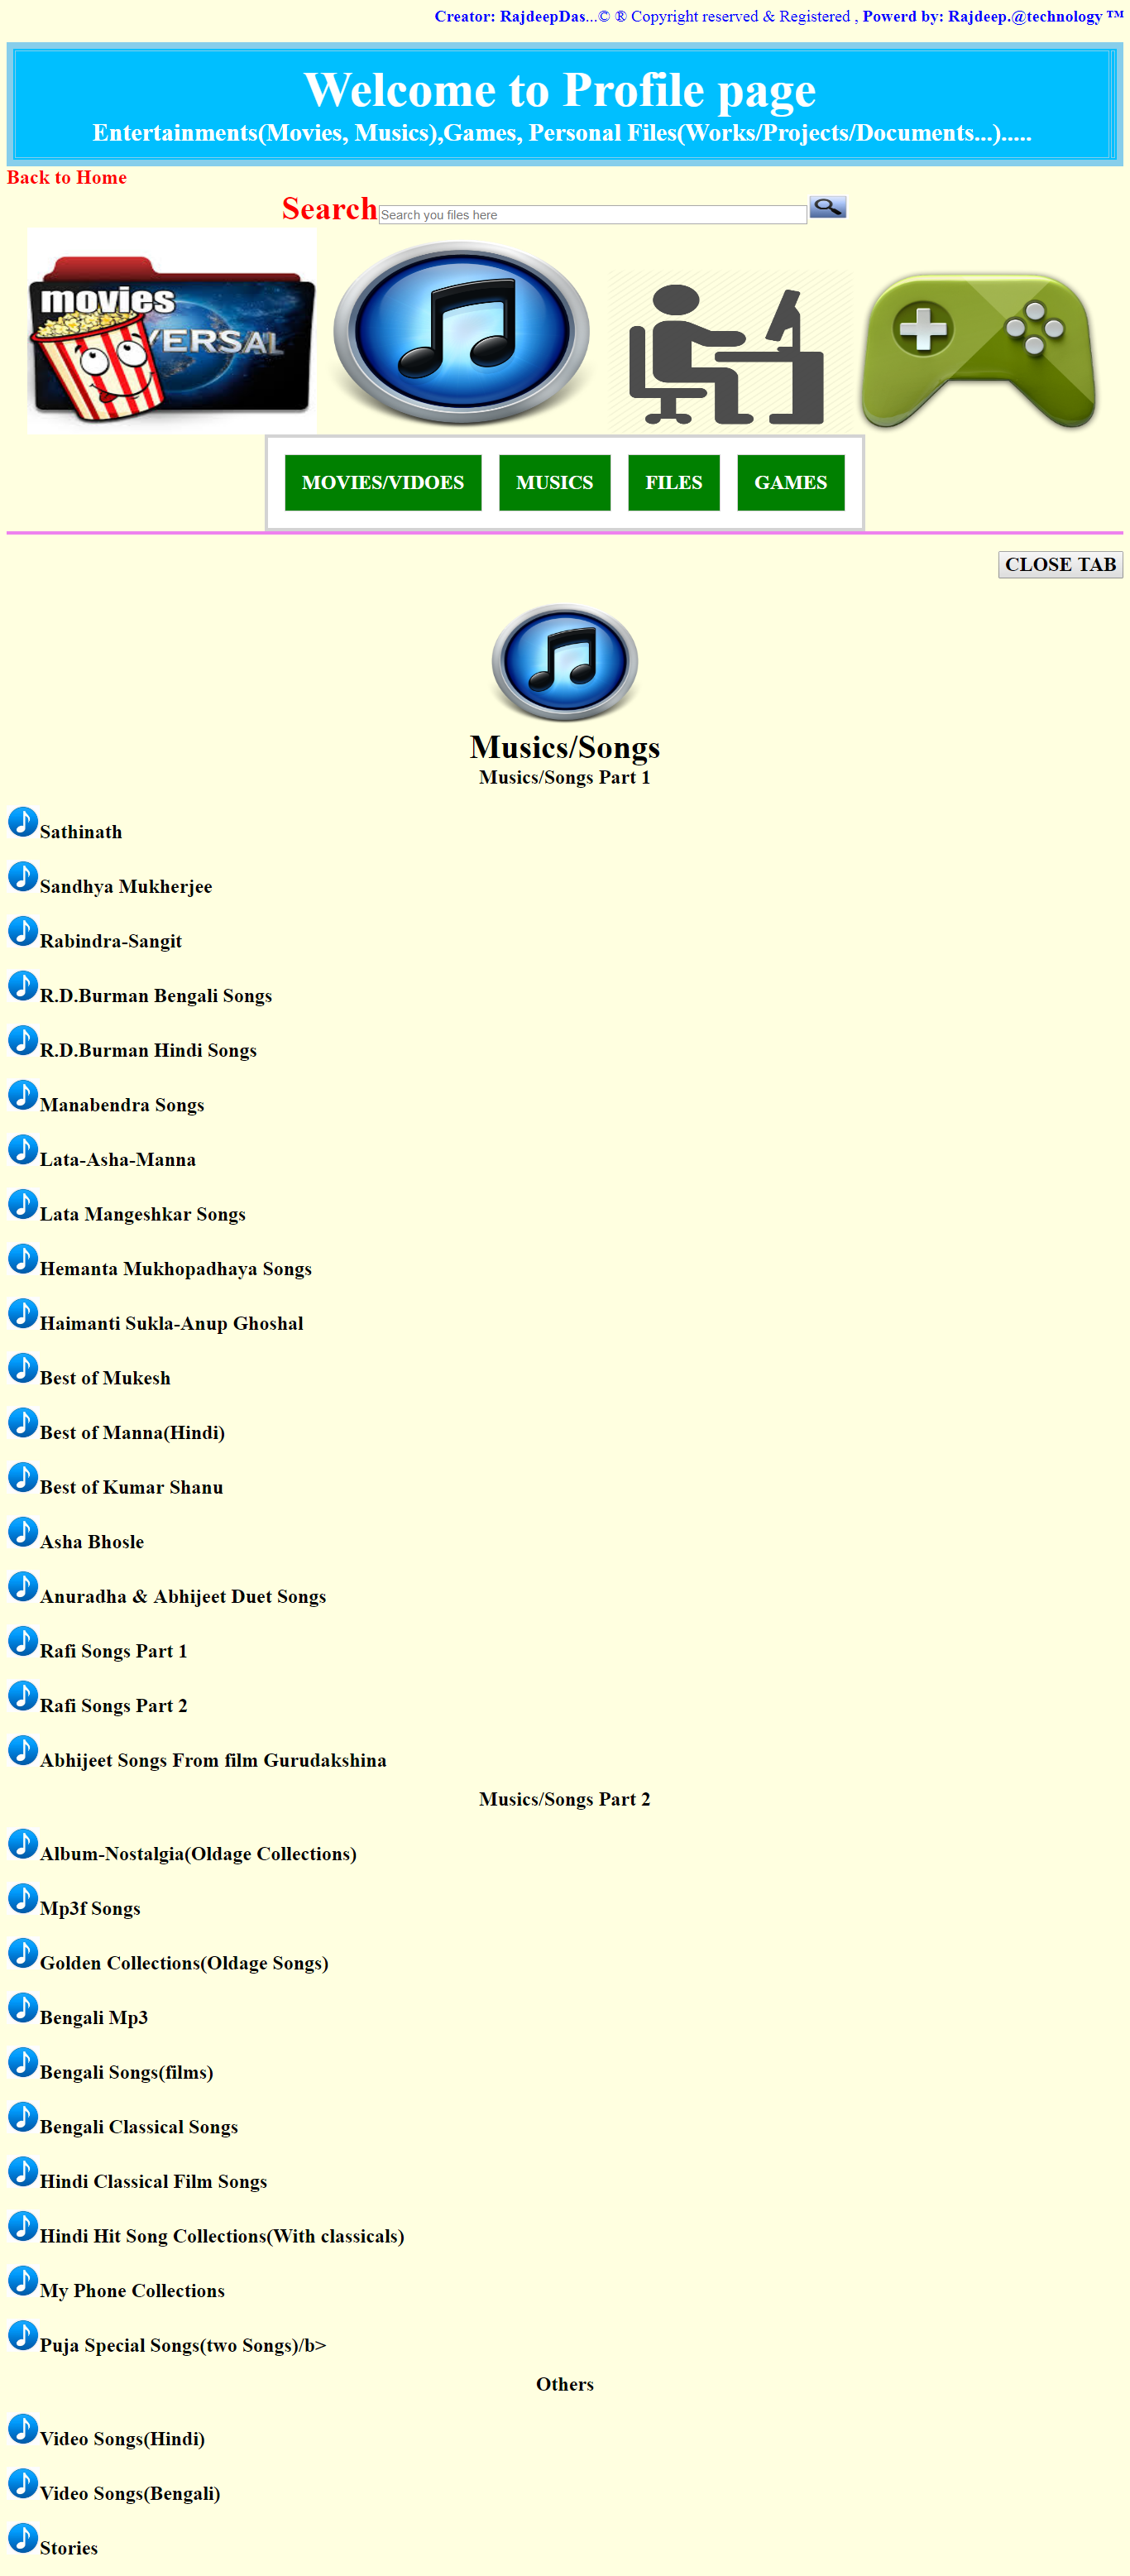 Creator: RajdeepDas...© ® Copyright reserved & Registered , Powerd by: Rajdeep.@technology ™
Welcome to Profile page
Entertainments(Movies, Musics),Games, Personal Files(Works/Projects/Documents...).....
Back to Home
Search Search you files here
movies
VERSAL
MOVIES/VIDOES MUSICS FILES GAMES
CLOSE TAB
Musics/Songs
Musics/Songs Part 1
Sathinath
Sandhya Mukherjee
Rabindra-Sangit
R.D.Burman Bengali Songs
R.D.Burman Hindi Songs
Manabendra Songs
Lata-Asha-Manna
Lata Mangeshkar Songs
Hemanta Mukhopadhaya Songs
Haimanti Sukla-Anup Ghoshal
Best of Mukesh
Best of Manna(Hindi)
Best of Kumar Shanu
Asha Bhosle
Anuradha & Abhijeet Duet Songs
Rafi Songs Part 1
Rafi Songs Part 2
Abhijeet Songs From film Gurudakshina
Musics/Songs Part 2
Album-Nostalgia(Oldage Collections)
Mp3f Songs
Golden Collections(Oldage Songs)
Bengali Mp3
Bengali Songs(films)
Bengali Classical Songs
Hindi Classical Film Songs
Hindi Hit Song Collections(With classicals)
My Phone Collections
Puja Special Songs(two Songs)/b>
Others
Video Songs(Hindi)
Video Songs(Bengali)
Stories